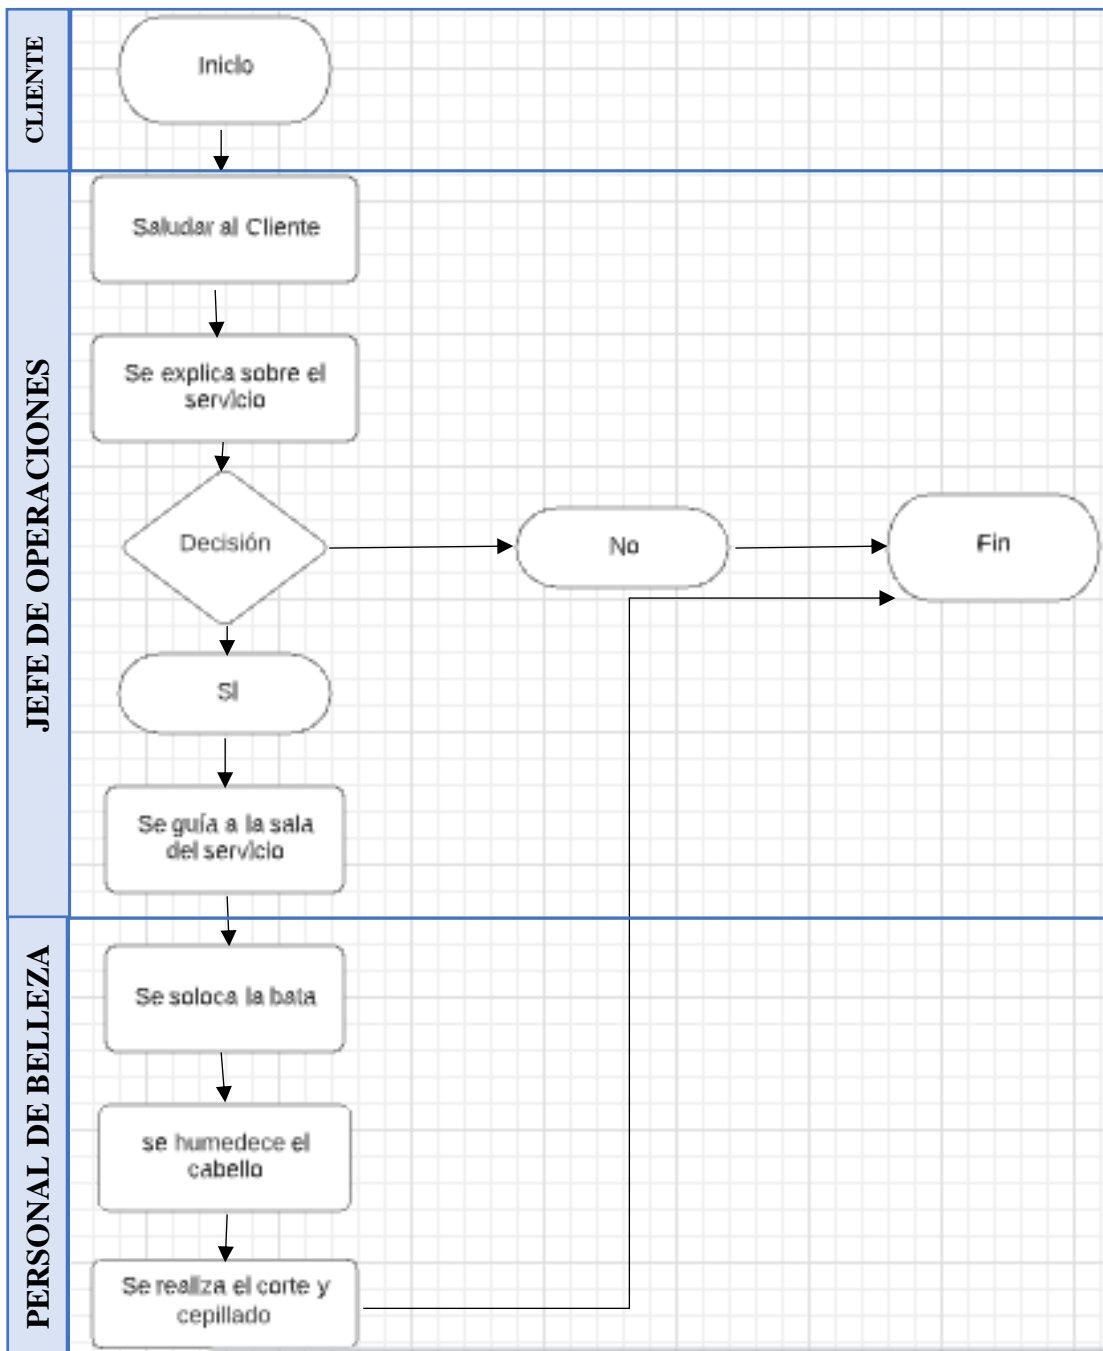 CLIENTE
Inicio
JEFE DE OPERACIONES
Saludar al Cliente
Se explica sobre el
servicio
Decisión
No
Fin
SI
Se guía a la sala
del servicio
PERSONAL DE BELLEZA
Se soloca la bata
se humedece el
cabello
Se realiza el corte y
cepillado